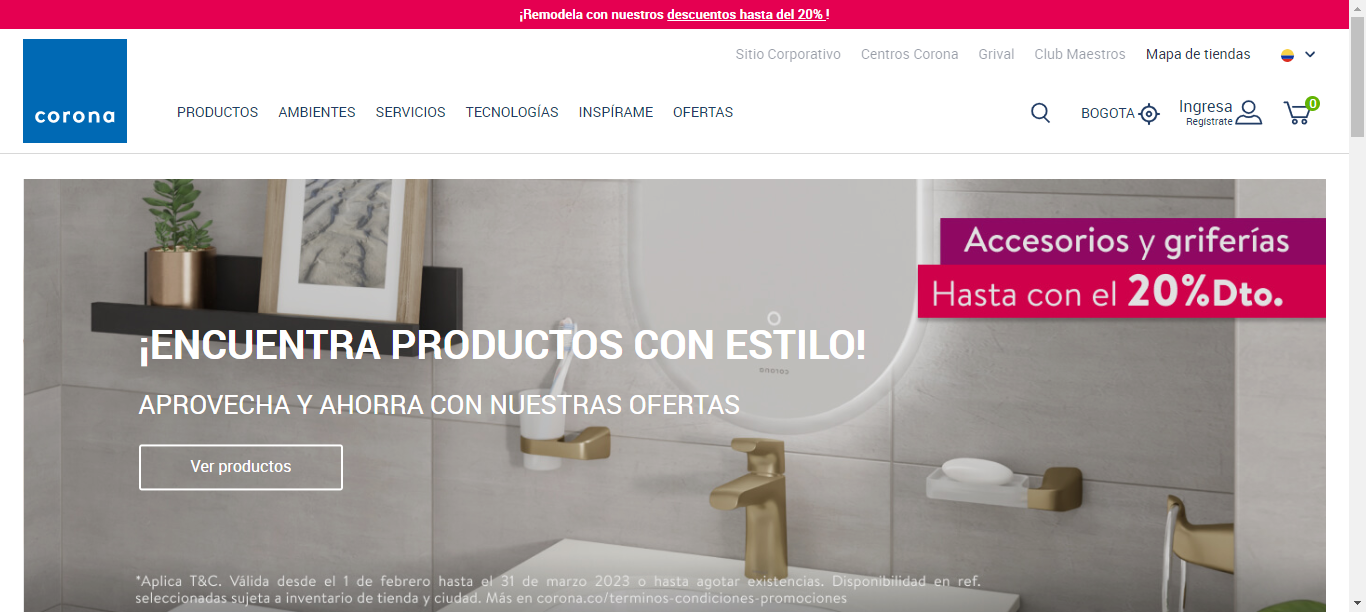 ¡Remodela con nuestros descuentos hasta del 20% !
Sitio Corporativo Centros Corona Grival Club Maestros Mapa de tiendas
corona
PRODUCTOS AMBIENTES SERVICIOS TECNOLOGÍAS INSPÍRAME OFERTAS
BOGOTA
Ingresa
Regístrate
0
Accesorios y griferías
Hasta con el 20%Dto.
¡ENCUENTRA PRODUCTOS CON ESTILO!
corona
APROVECHA Y AHORRA CON NUESTRAS OFERTAS
Ver productos
*Aplica T&C. Válida desde el 1 de febrero hasta el 31 de marzo 2023 o hasta agotar existencias. Disponibilidad en ref.
seleccionadas sujeta a inventario de tienda y ciudad. Más en corona.co/terminos-condiciones-promociones